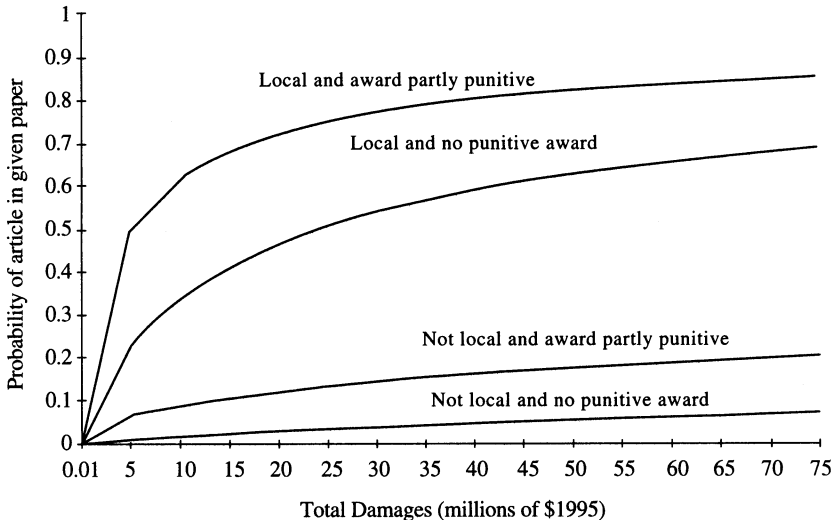 Probability of article in given paper
1
0.9
0.8
0.7
0.6
0.5
0.4
0.3
0.2
0.1
0
Local and award partly punitive
Local and no punitive award
Not local and award partly punitive
Not local and no punitive award
0.01 5 10 15 20 25 30 35 40 45 50 55 60 65 70 75
Total Damages (millions of $1995)